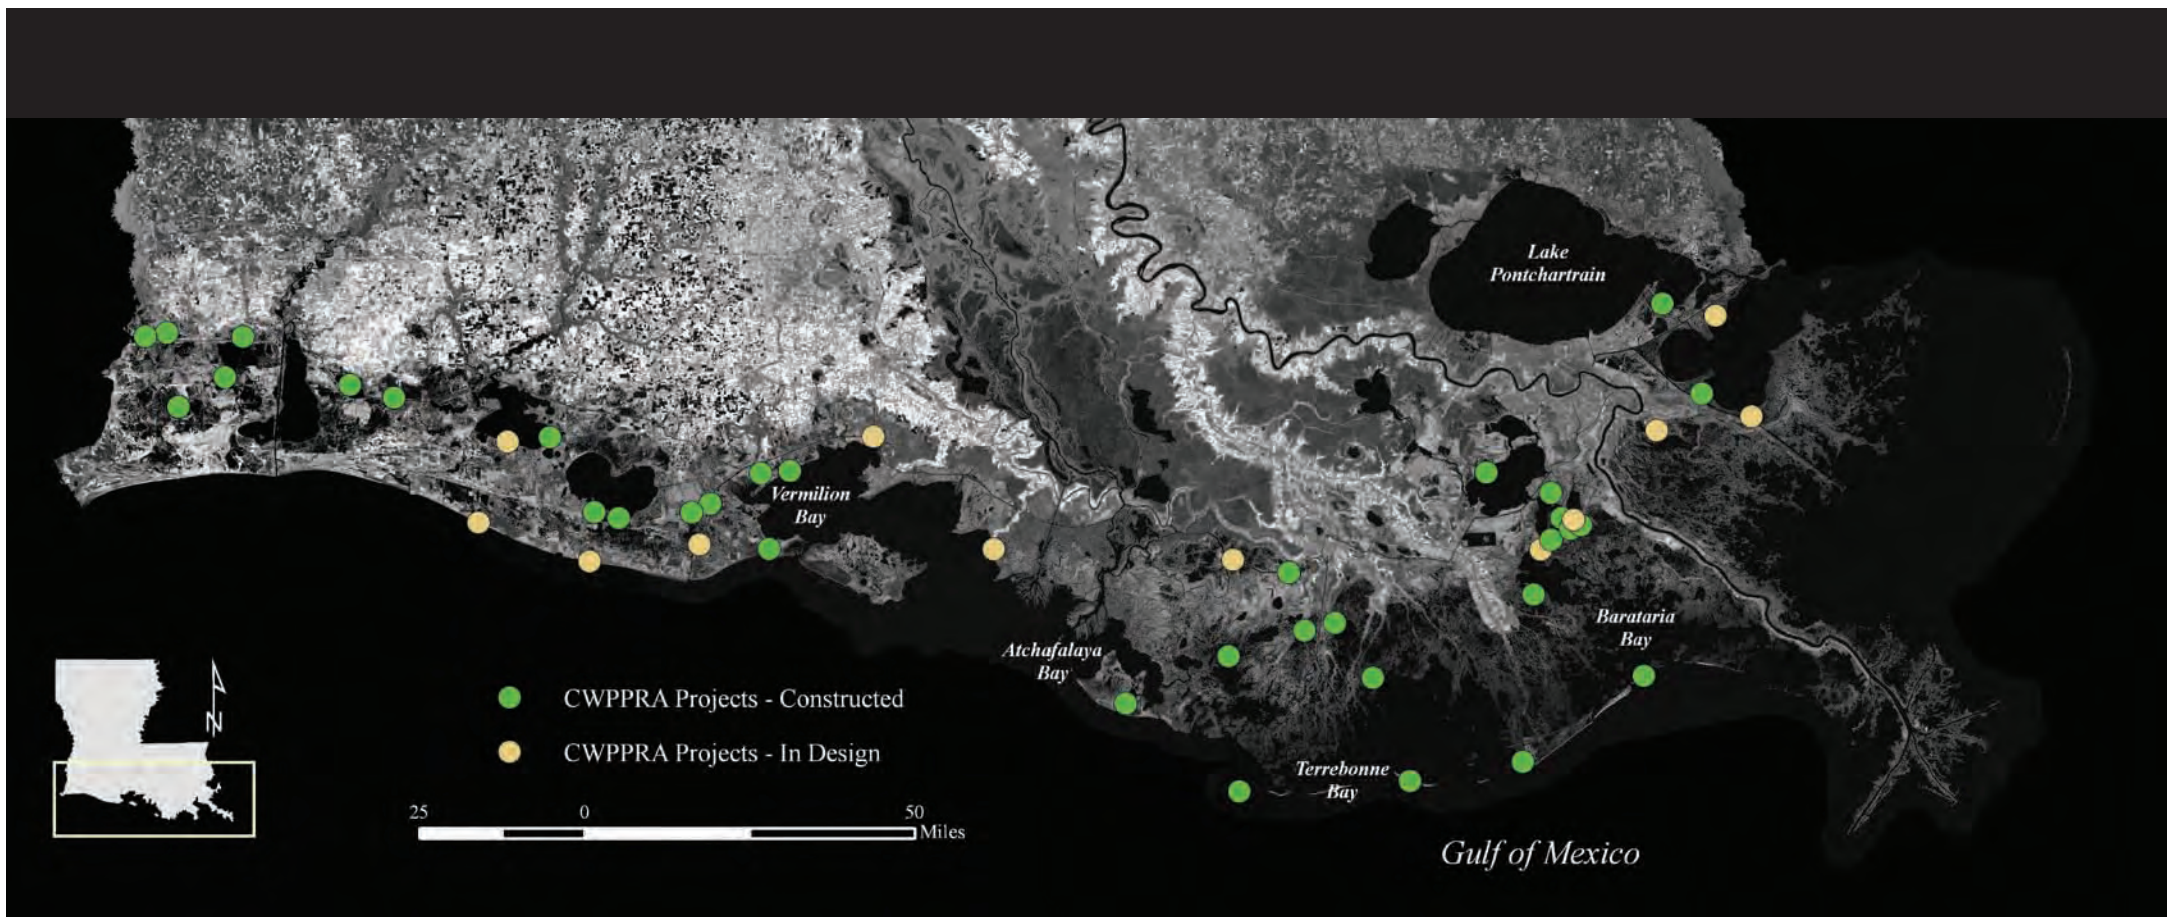 Lake
Pontchartrain
Vermilion
Bay
Barataria
Bay
Atchafalaya
Bay
N
CWPPRA Projects - Constructed
CWPPRA Projects - In Design
Terrebonne
Bay
25 0 50
Miles
Gulf of Mexico